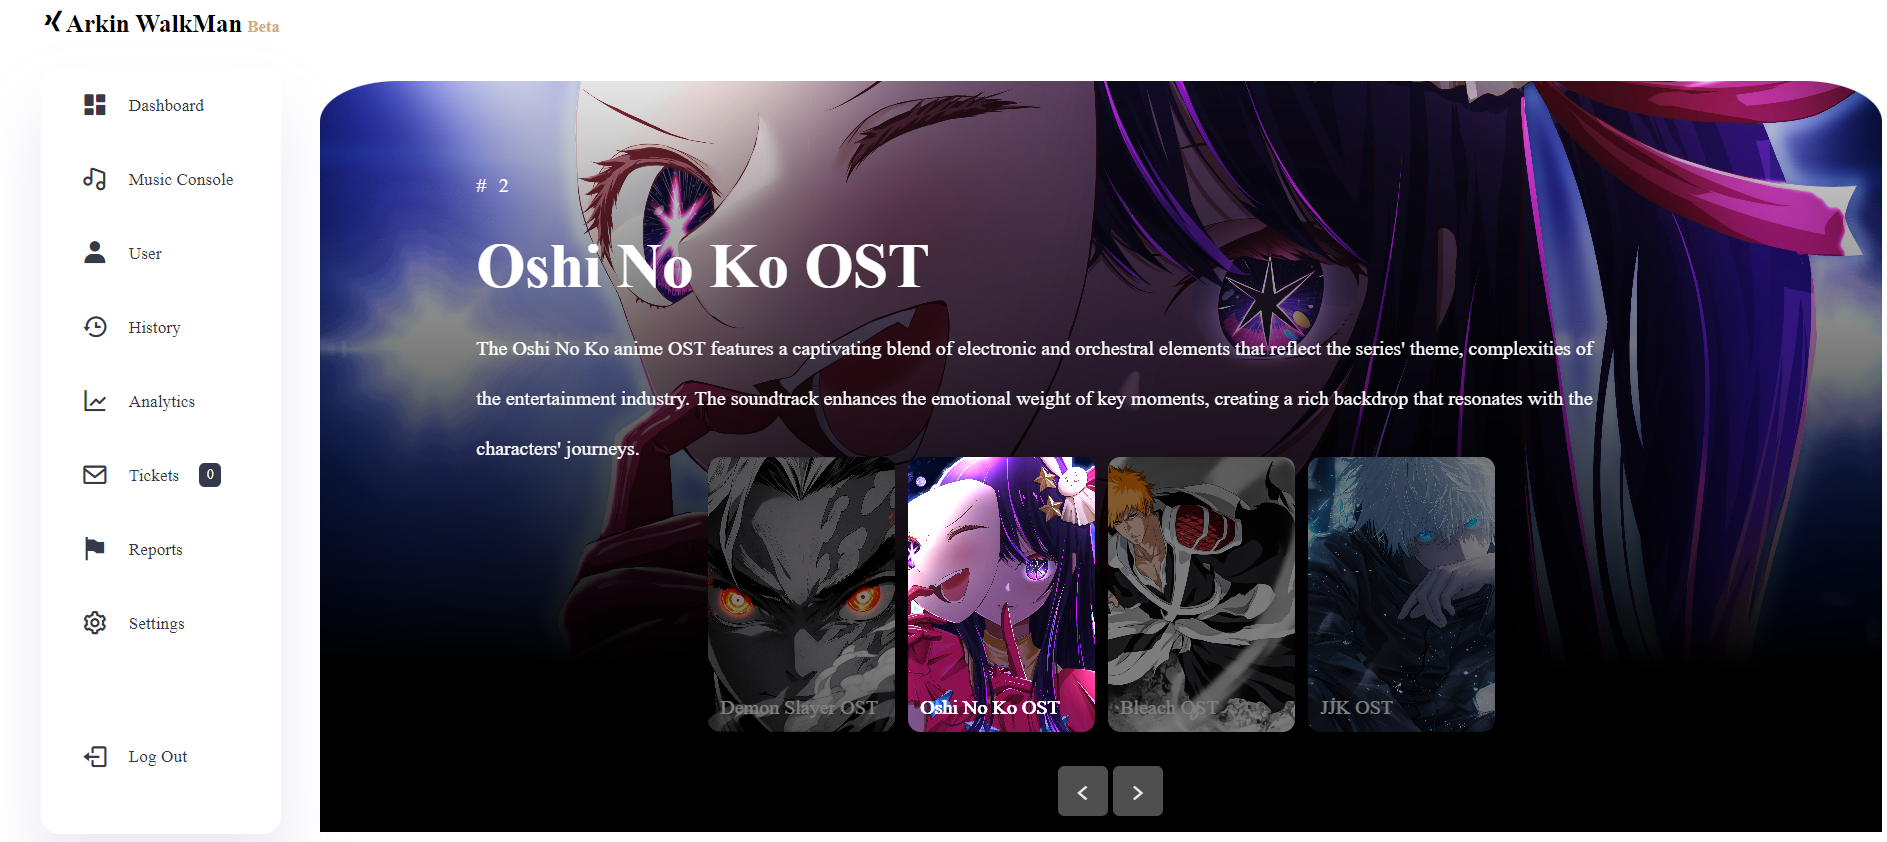 Arkin WalkMan Beta
Dashboard
Music Console
User
History
Analytics
Tickets 0
Reports
Settings
Log Out
# 2
Oshi No Ko OST
The Oshi No Ko anime OST features a captivating blend of electronic and orchestral elements that reflect the series' theme, complexities of
the entertainment industry. The soundtrack enhances the emotional weight of key moments, creating a rich backdrop that resonates with the
characters' journeys.
Demon Slayer OST
Oshi No Ko OST
Bleach OST
JJK OST